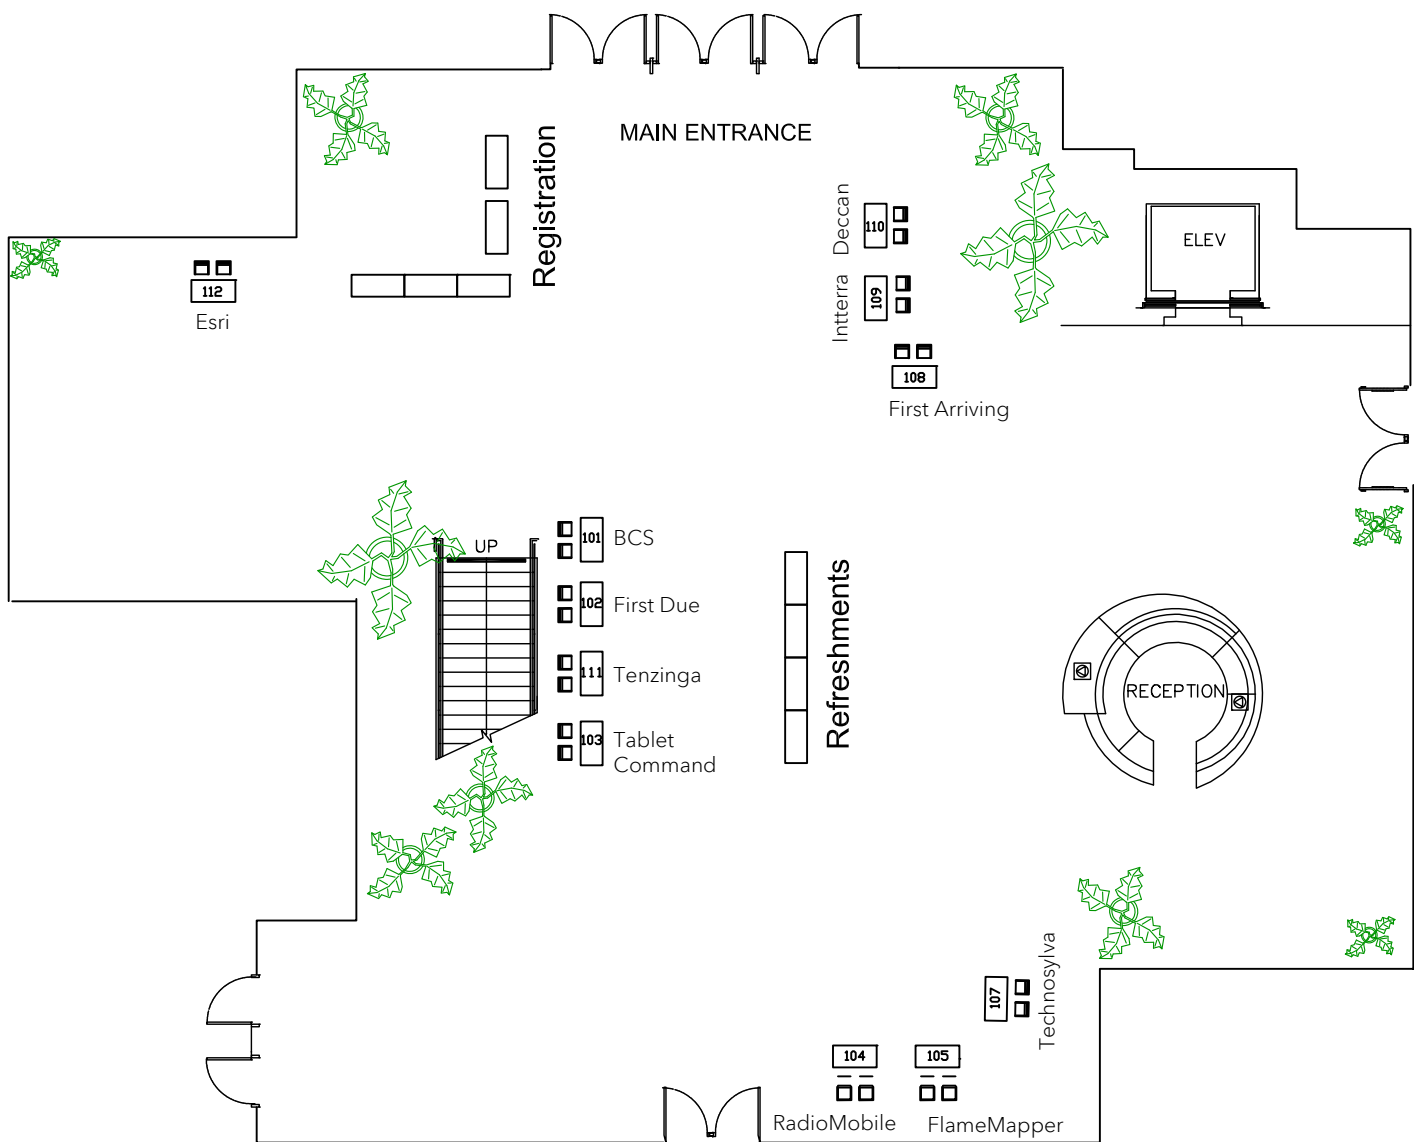 MAIN ENTRANCE
Registration
Deccan
110
ELEV
112
Esri
Intterra
109
108
First Arriving
UP
101
BCS
102
First Due
111
Tenzinga
103
Tablet
Command
Refreshments
RECEPTION
107
Technosylva
104
105
RadioMobile
FlameMapper